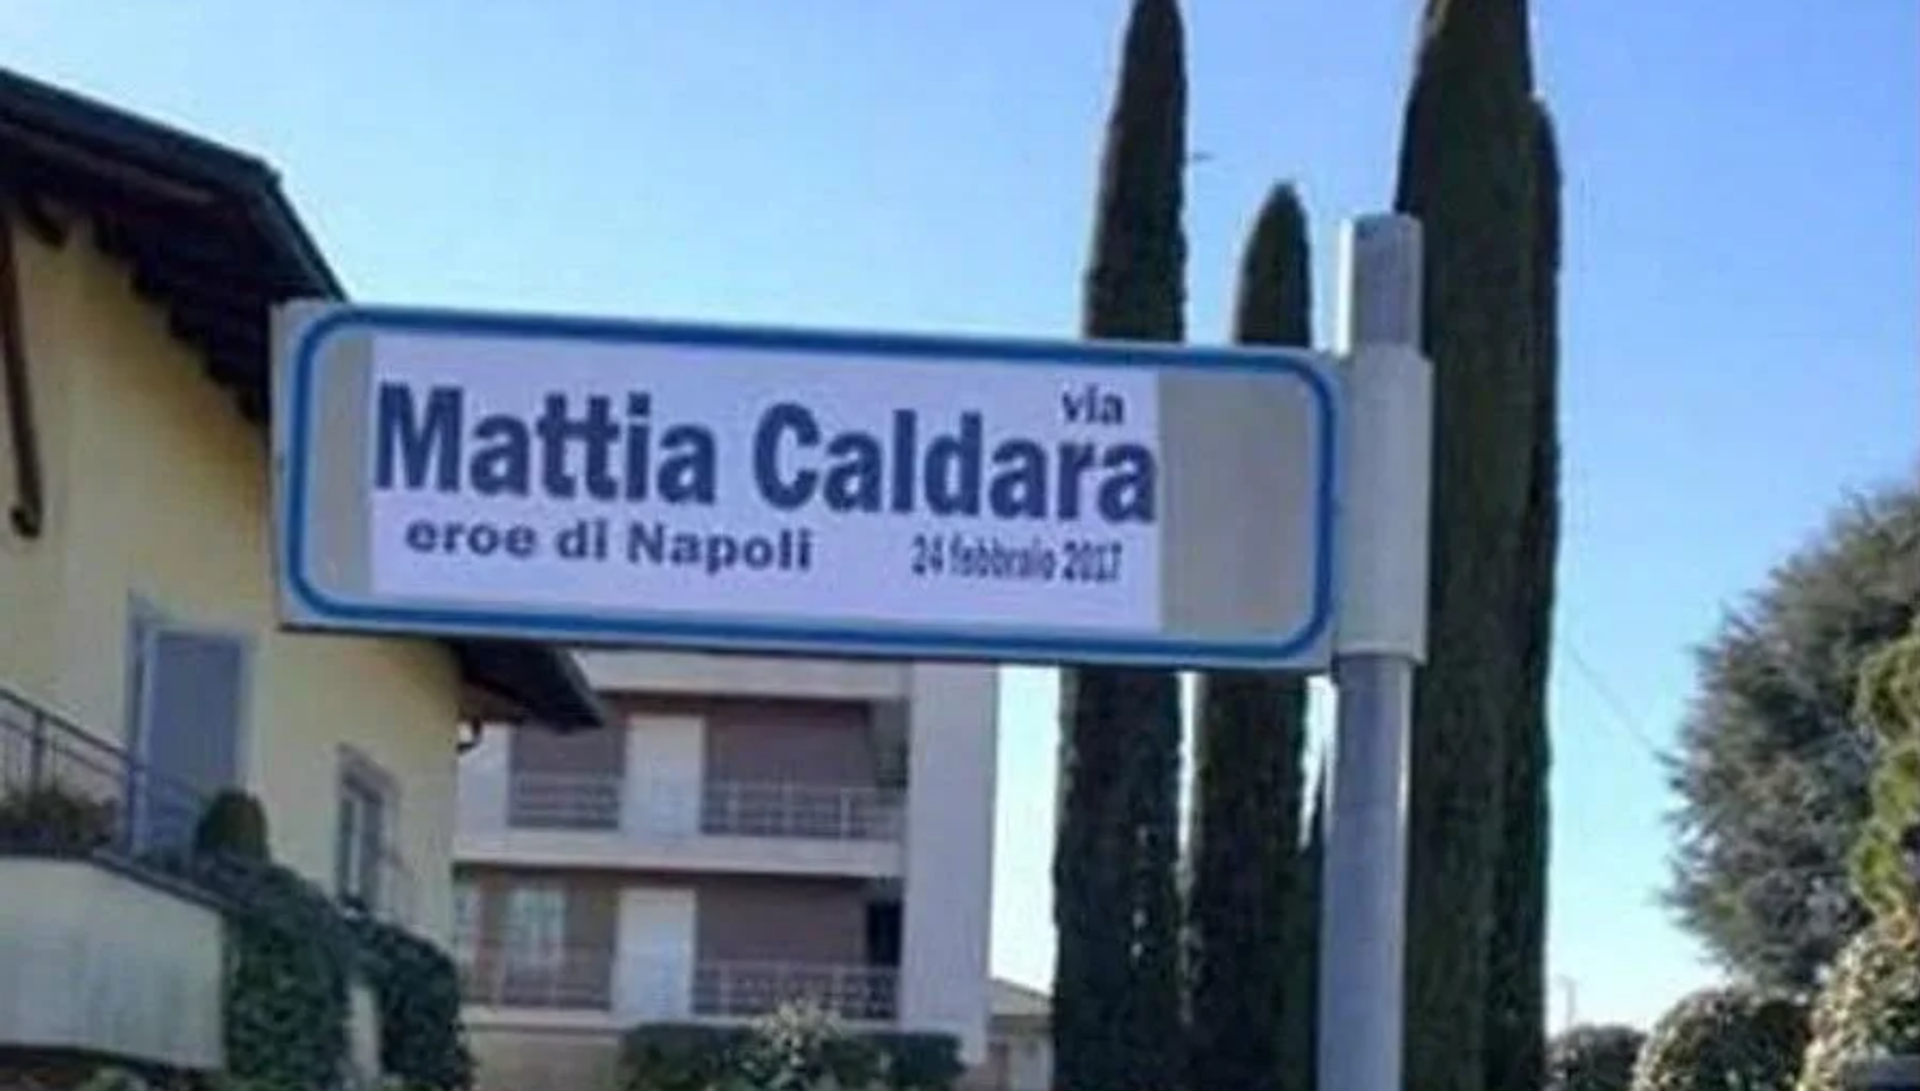 via
Mattia Caldara
eroe di Napoli 24 febbraio 2017